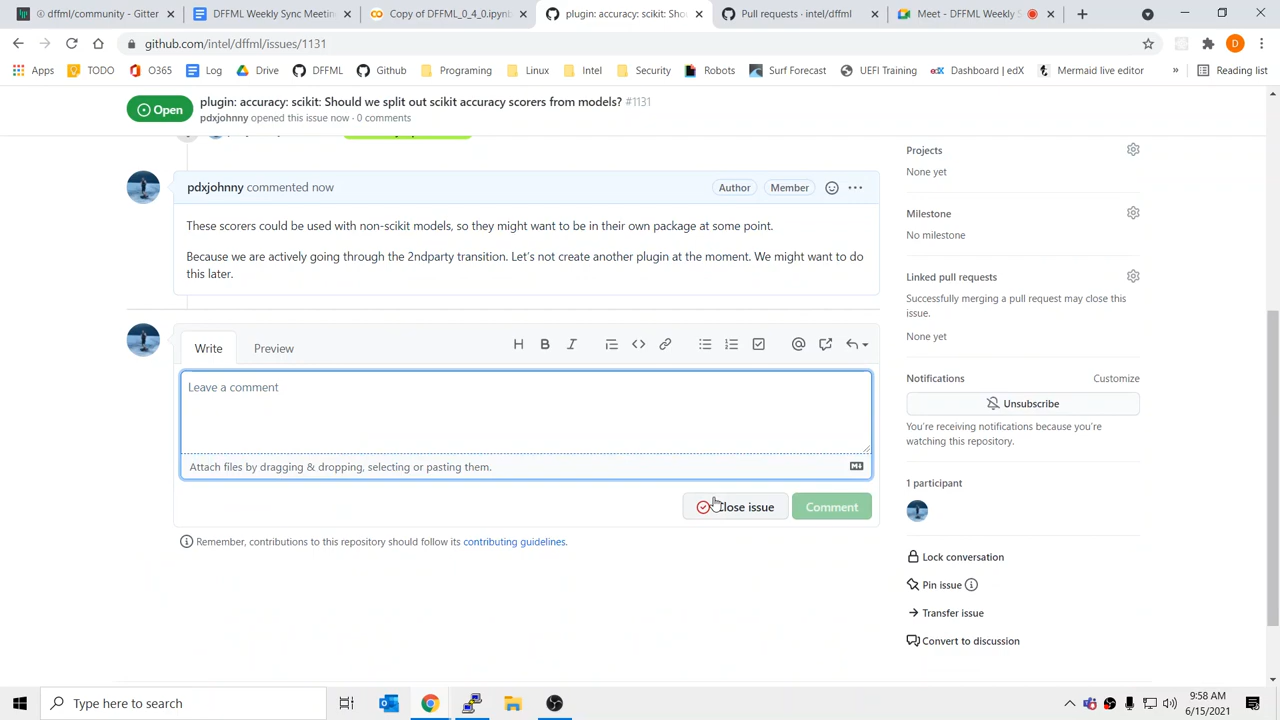 dffml/community - Gitter
DFFML Weekly Sync Meetin
Copy of DFFML_0_4_0.ipynb
plugin: accuracy: scikit: Shou
Pull requests · intel/dffml
Meet - DFFML Weekly S
github.com/intel/dffml/issues/1131
Apps
TODO
O365
Log
Drive
DFFML
Github
Programing
Linux
Intel
Security
Robots
Surf Forecast
UEFI Training
Dashboard | edX
Mermaid live editor
»
Reading list
Open
plugin: accuracy: scikit: Should we split out scikit accuracy scorers from models? #1131
pdxjohnny opened this issue now · 0 comments
pdxjohnny commented now
Author
Member
These scorers could be used with non-scikit models, so they might want to be in their own package at some point.
Because we are actively going through the 2ndparty transition. Let's not create another plugin at the moment. We might want to do
this later.
Write
Preview
Leave a comment
Attach files by dragging & dropping, selecting or pasting them.
Close issue
Comment
Remember, contributions to this repository should follow its contributing guidelines.
Projects
None yet
Milestone
No milestone
Linked pull requests
Successfully merging a pull request may close this
issue.
None yet
Notifications
Customize
Unsubscribe
You're receiving notifications because you're
watching this repository.
1 participant
Lock conversation
Pin issue
Transfer issue
Convert to discussion
Type here to search
9:58 AM
6/15/2021